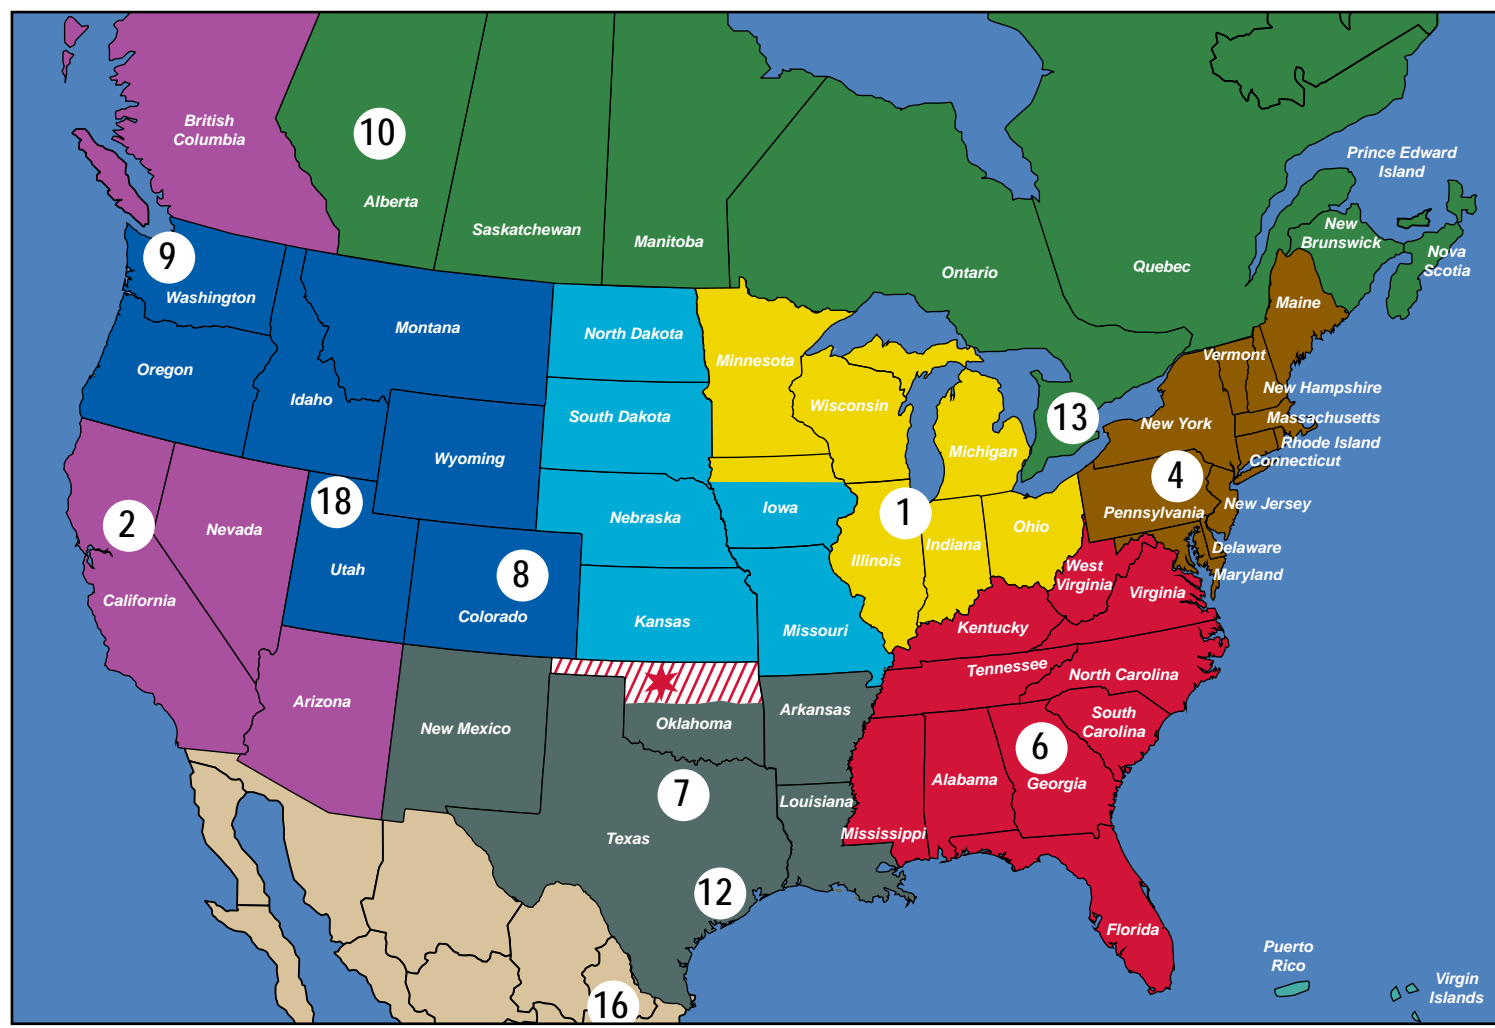 British
Columbia
10
Alberta
Saskatchewan
Manitoba
Ontario
Quebec
Prince Edward
Island
New
Brunswick
Nova
Scotia
9
Washington
Oregon
Idaho
Montana
Wyoming
North Dakota
South Dakota
Nebraska
Kansas
Minnesota
Wisconsin
Michigan
13
Iowa
Missouri
1
Illinois
Indiana
Ohio
Maine
Vermont
New Hampshire
New York
Massachusetts
Rhode Island
Connecticut
4
Pennsylvania
New Jersey
Delaware
Maryland
2
California
Nevada
18
Utah
8
Colorado
Arizona
New Mexico
Oklahoma
Arkansas
7
Texas
Louisiana
12
West
Virginia
Virginia
Kentucky
Tennessee
North Carolina
South
Carolina
6
Georgia
Alabama
Mississippi
Florida
16
Puerto
Rico
Virgin
Islands